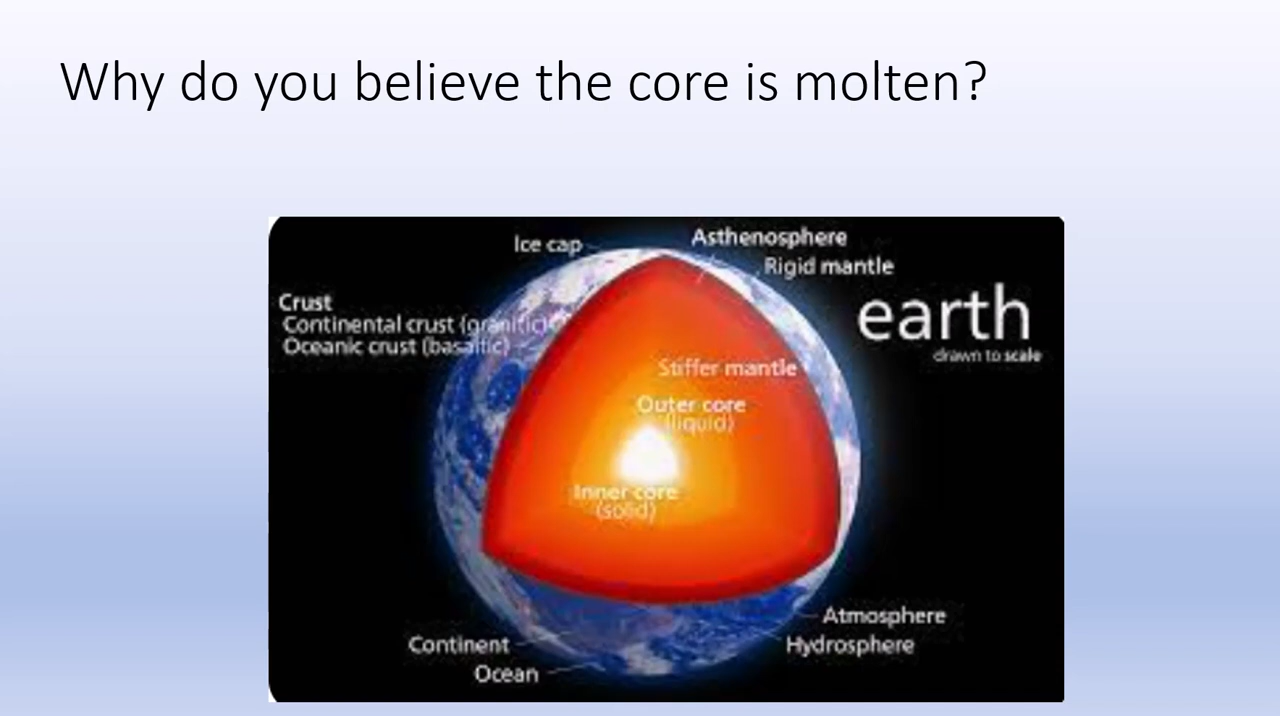 Why do you believe the core is molten?
Ice cap
Asthenosphere
Rigid mantle
earth
drawn to scale
Crust
Continental crust (granitic)
Oceanic crust (basaltic)
Stiffer mantle
Outer core
(liquid)
Inner core
(solid)
Atmosphere
Hydrosphere
Continent
Ocean